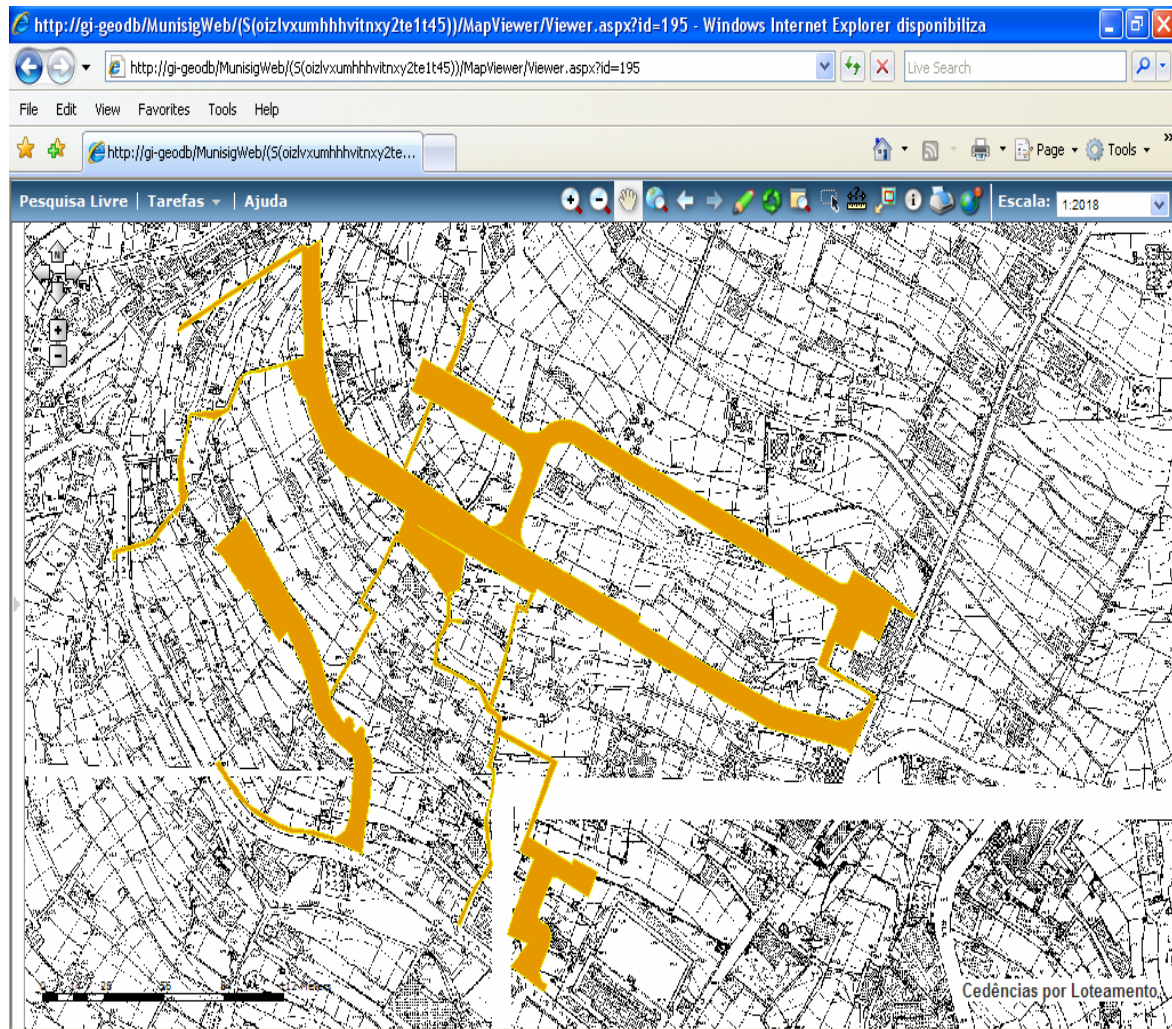 http://gi-geodb/MunisigWeb/(S(oizlvxumhhhvitnxy2te1t45))/MapViewer/Viewer.aspx?id=195 - Windows Internet Explorer disponibiliza
http://gi-geodb/MunisigWeb/(S(oizlvxumhhhvitnxy2te1t45))/MapViewer/Viewer.aspx?id=195
Live Search
File Edit View Favorites Tools Help
http://gi-geodb/MunisigWeb/(S(oizlvxumhhhvitnxy2te...
Page Tools »
Pesquisa Livre | Tarefas | Ajuda
Escala: 1:2018
N
Meters
Cedências por Loteamento